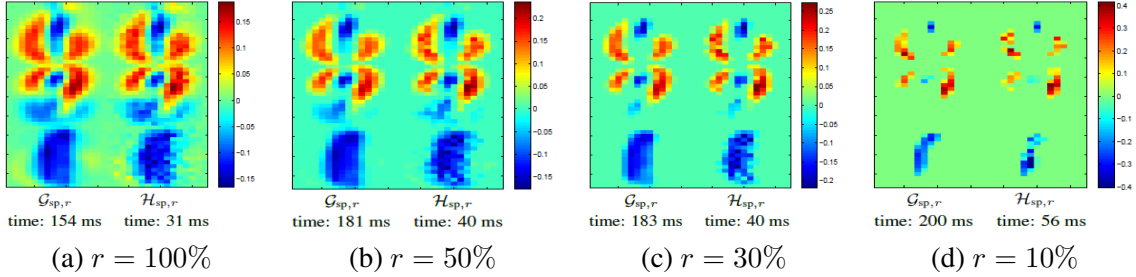 0.15
0.1
0.05
0
−0.05
−0.1
−0.15
𝒢sp,r ℋsp,r
time: 154 ms time: 31 ms
(a) r = 100%
0.2
0.15
0.1
0.05
0
−0.05
−0.1
−0.15
𝒢sp,r ℋsp,r
time: 181 ms time: 40 ms
(b) r = 50%
0.25
0.2
0.15
0.1
0.05
0
−0.05
−0.1
−0.15
−0.2
𝒢sp,r ℋsp,r
time: 183 ms time: 40 ms
(c) r = 30%
0.4
0.3
0.2
0.1
0
−0.1
−0.2
−0.3
−0.4
𝒢sp,r ℋsp,r
time: 200 ms time: 56 ms
(d) r = 10%